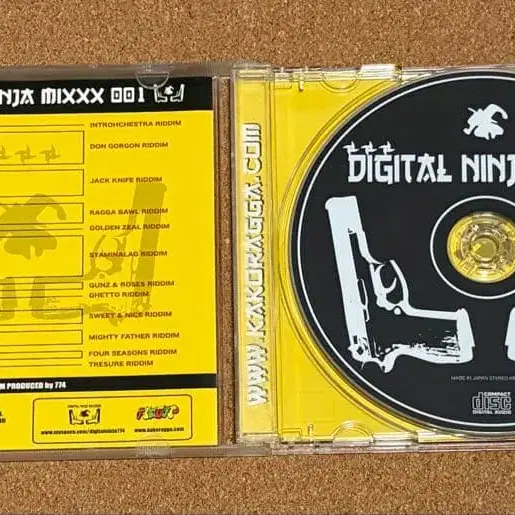 NJA MIXXX 001
INTROHCHESTRA RIDDIM
DON GORGON RIDDIM
JACK KNIFE RIDDIM
RAGGA BAWL RIDDIM
GOLDEN ZEAL RIDDIM
STAMINALAG RIDDIM
GUNZ & ROSES RIDDIM
GHETTO RIDDIM
SWEET & NICE RIDDIM
MIGHTY FATHER RIDDIM
FOUR SEASONS RIDDIM
TRESURE RIDDIM
M PRODUCED by 774
www.myspace.com/digitalninja774
www.kakoragga.com
WWW.KAKORAGGA.COM
DIGITAL NINJ
MADE IN JAPAN STEREO
COMPACT
disc
DIGITAL AUDIO